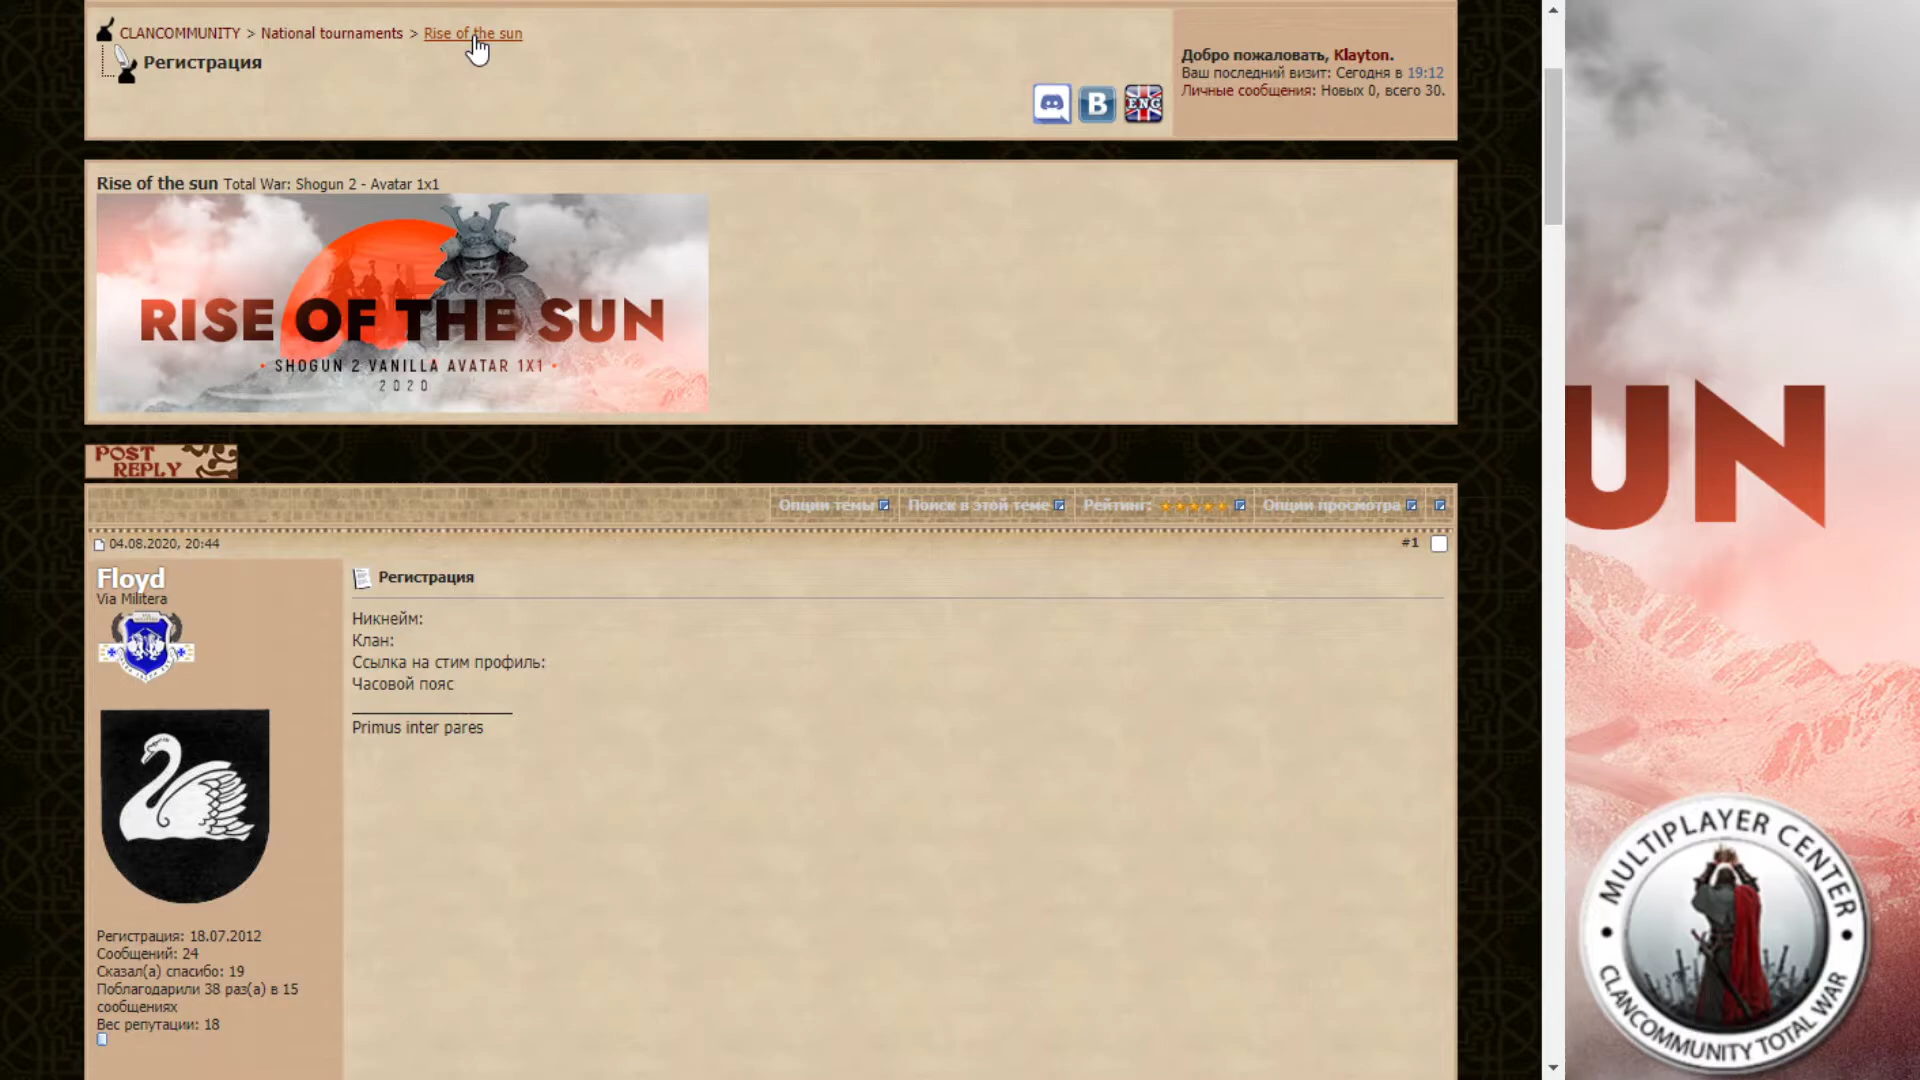 CLANCOMMUNITY > National tournaments > Rise of the sun
Регистрация
Добро пожаловать, Klayton.
Ваш последний визит: Сегодня в 19:12
Личные сообщения: Новых 0, всего 30.
B
ENG
Rise of the sun Total War: Shogun 2 - Avatar 1x1
RISE OF THE SUN
• SHOGUN 2 VANILLA AVATAR 1X1 •
2020
UN
POST
REPLY
Опции темы
Поиск в этой теме
Рейтинг:
Опции просмотра
04.08.2020, 20:44
#1
Floyd
Via Militera
Регистрация
Никнейм:
Клан:
Ссылка на стим профиль:
Часовой пояс
Primus inter pares
Регистрация: 18.07.2012
Сообщений: 24
Сказал(а) спасибо: 19
Поблагодарили 38 раз(а) в 15
сообщениях
Вес репутации: 18
MULTIPLAYER CENTER
CLANCOMMUNITY TOTAL WAR